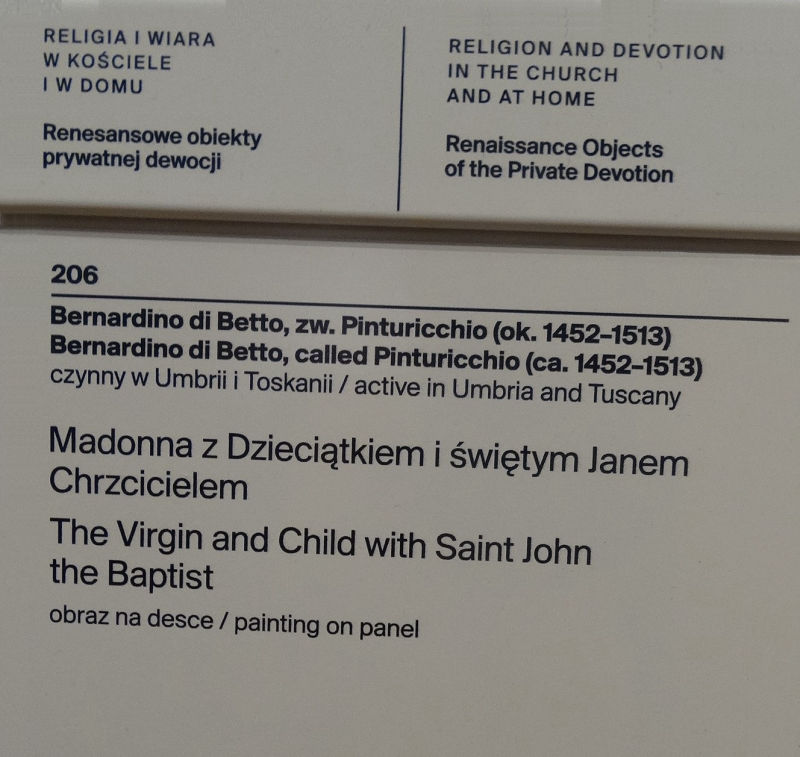 RELIGIA I WIARA
W KOŚCIELE
I W DOMU
Renesansowe obiekty
prywatnej dewocji
RELIGION AND DEVOTION
IN THE CHURCH
AND AT HOME
Renaissance Objects
of the Private Devotion
206
Bernardino di Betto, zw. Pinturicchio (ok. 1452–1513)
Bernardino di Betto, called Pinturicchio (ca. 1452–1513)
czynny w Umbrii i Toskanii / active in Umbria and Tuscany
Madonna z Dzieciątkiem i świętym Janem
Chrzcicielem
The Virgin and Child with Saint John
the Baptist
obraz na desce / painting on panel